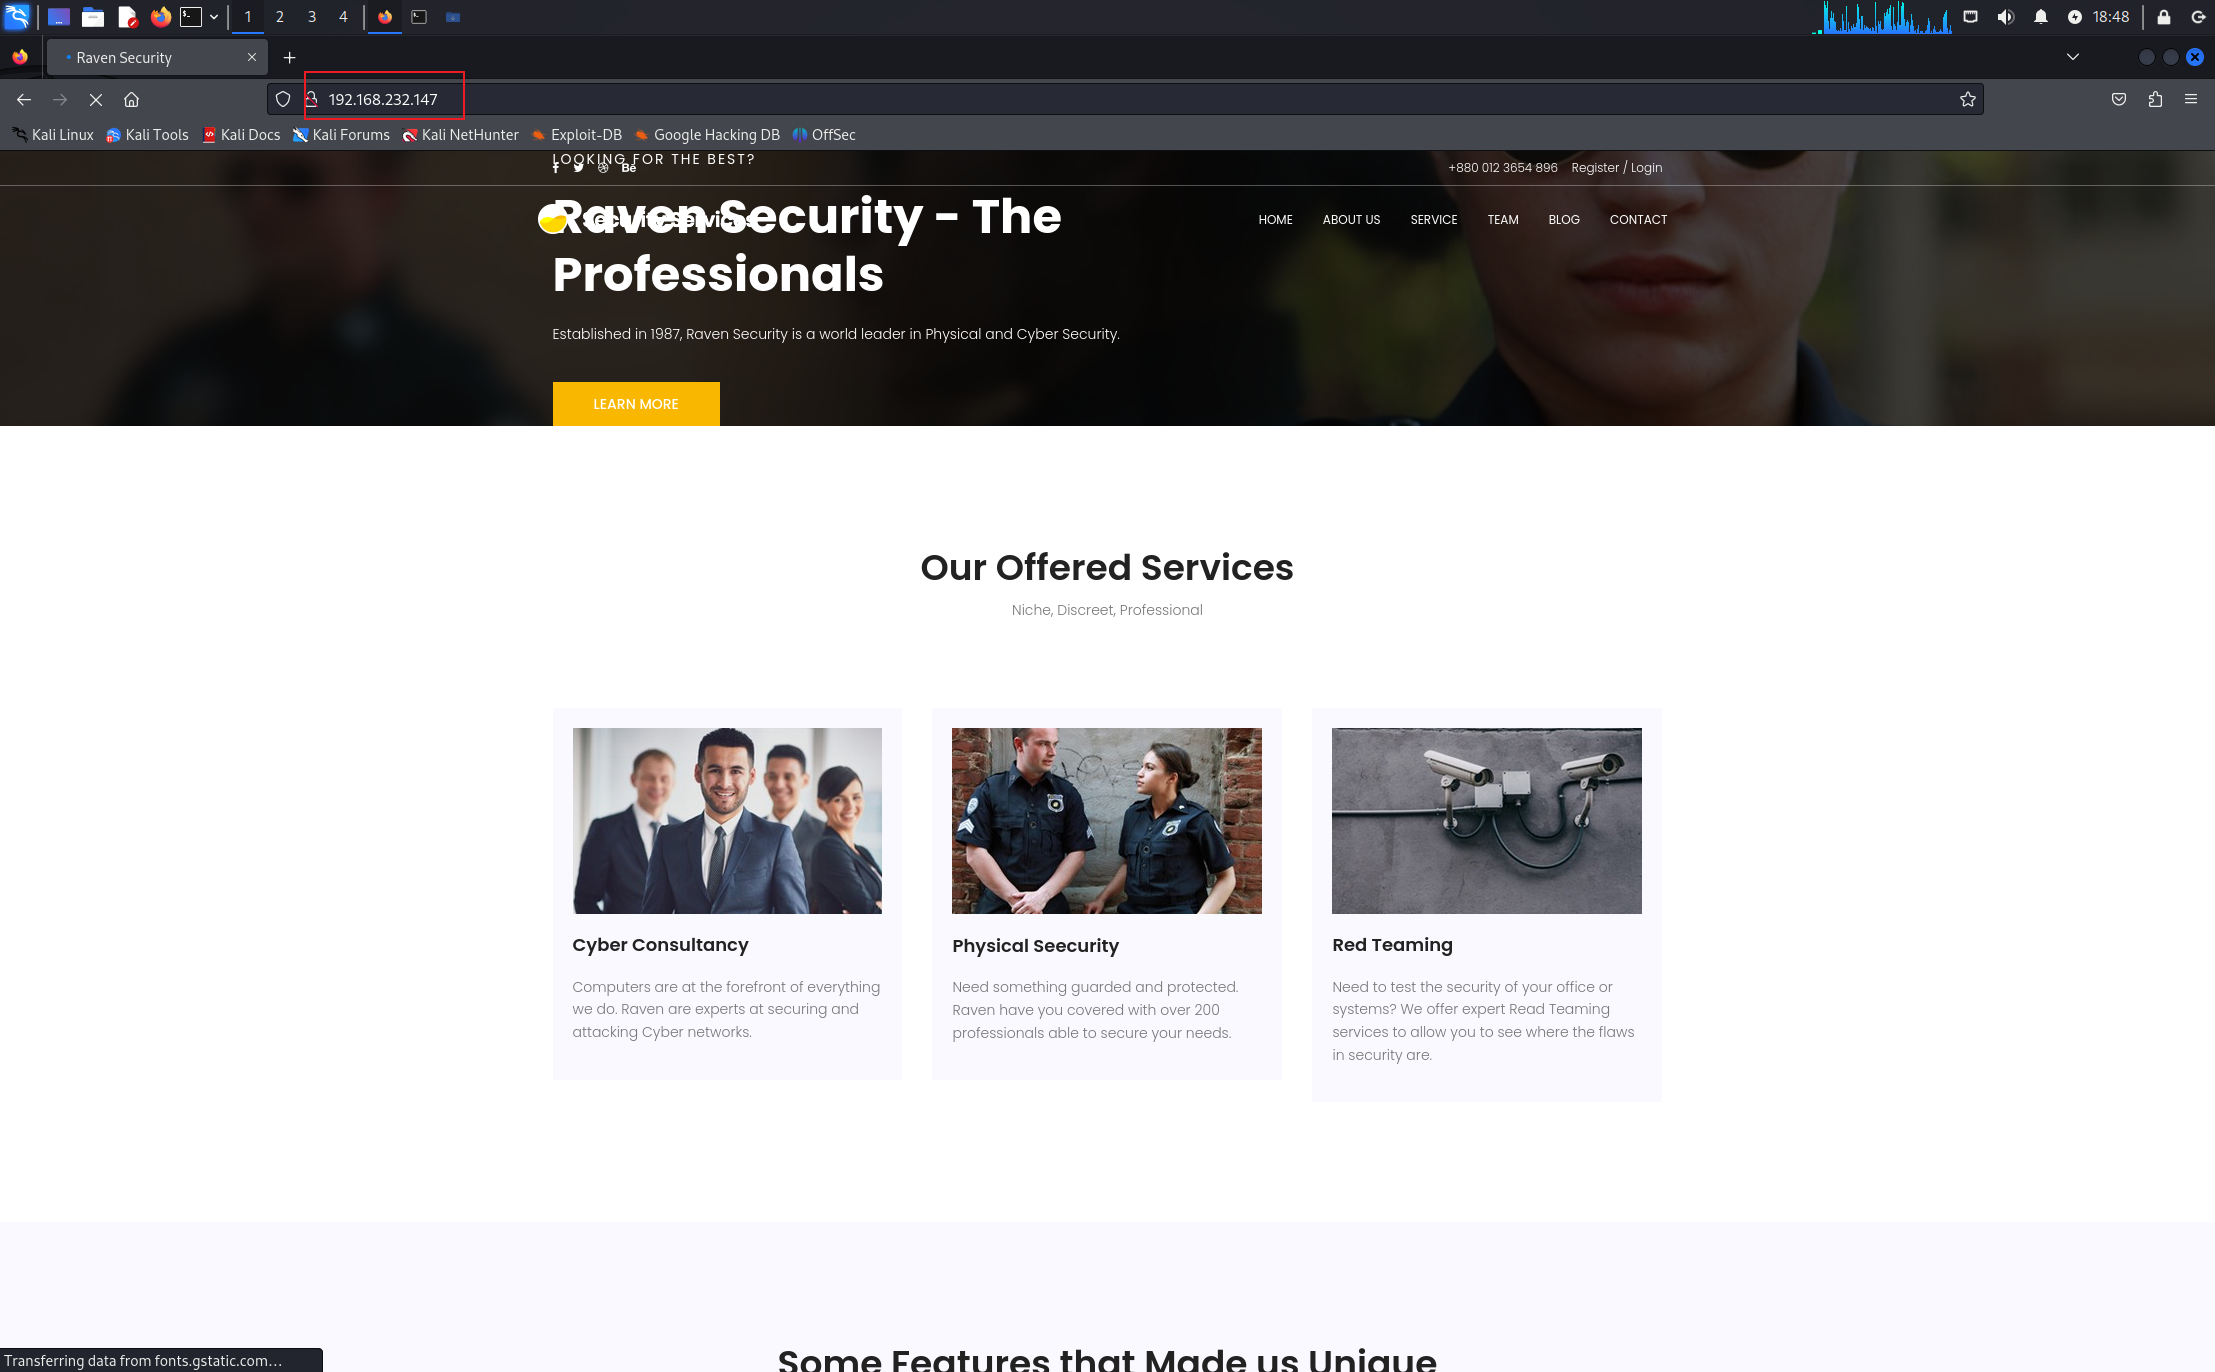 1 2 3 4
18:48
Raven Security
192.168.232.147
Kali Linux Kali Tools Kali Docs Kali Forums Kali NetHunter Exploit-DB Google Hacking DB OffSec
LOOKING FOR THE BEST?
Bē
+880 012 3654 896 Register / Login
Security Services
HOME ABOUT US SERVICE TEAM BLOG CONTACT
Raven Security - The
Professionals
Established in 1987, Raven Security is a world leader in Physical and Cyber Security.
LEARN MORE
Our Offered Services
Niche, Discreet, Professional
Cyber Consultancy
Computers are at the forefront of everything
we do. Raven are experts at securing and
attacking Cyber networks.
Physical Seecurity
Need something guarded and protected.
Raven have you covered with over 200
professionals able to secure your needs.
Red Teaming
Need to test the security of your office or
systems? We offer expert Read Teaming
services to allow you to see where the flaws
in security are.
Some Features that Made us Unique
Transferring data from fonts.gstatic.com...